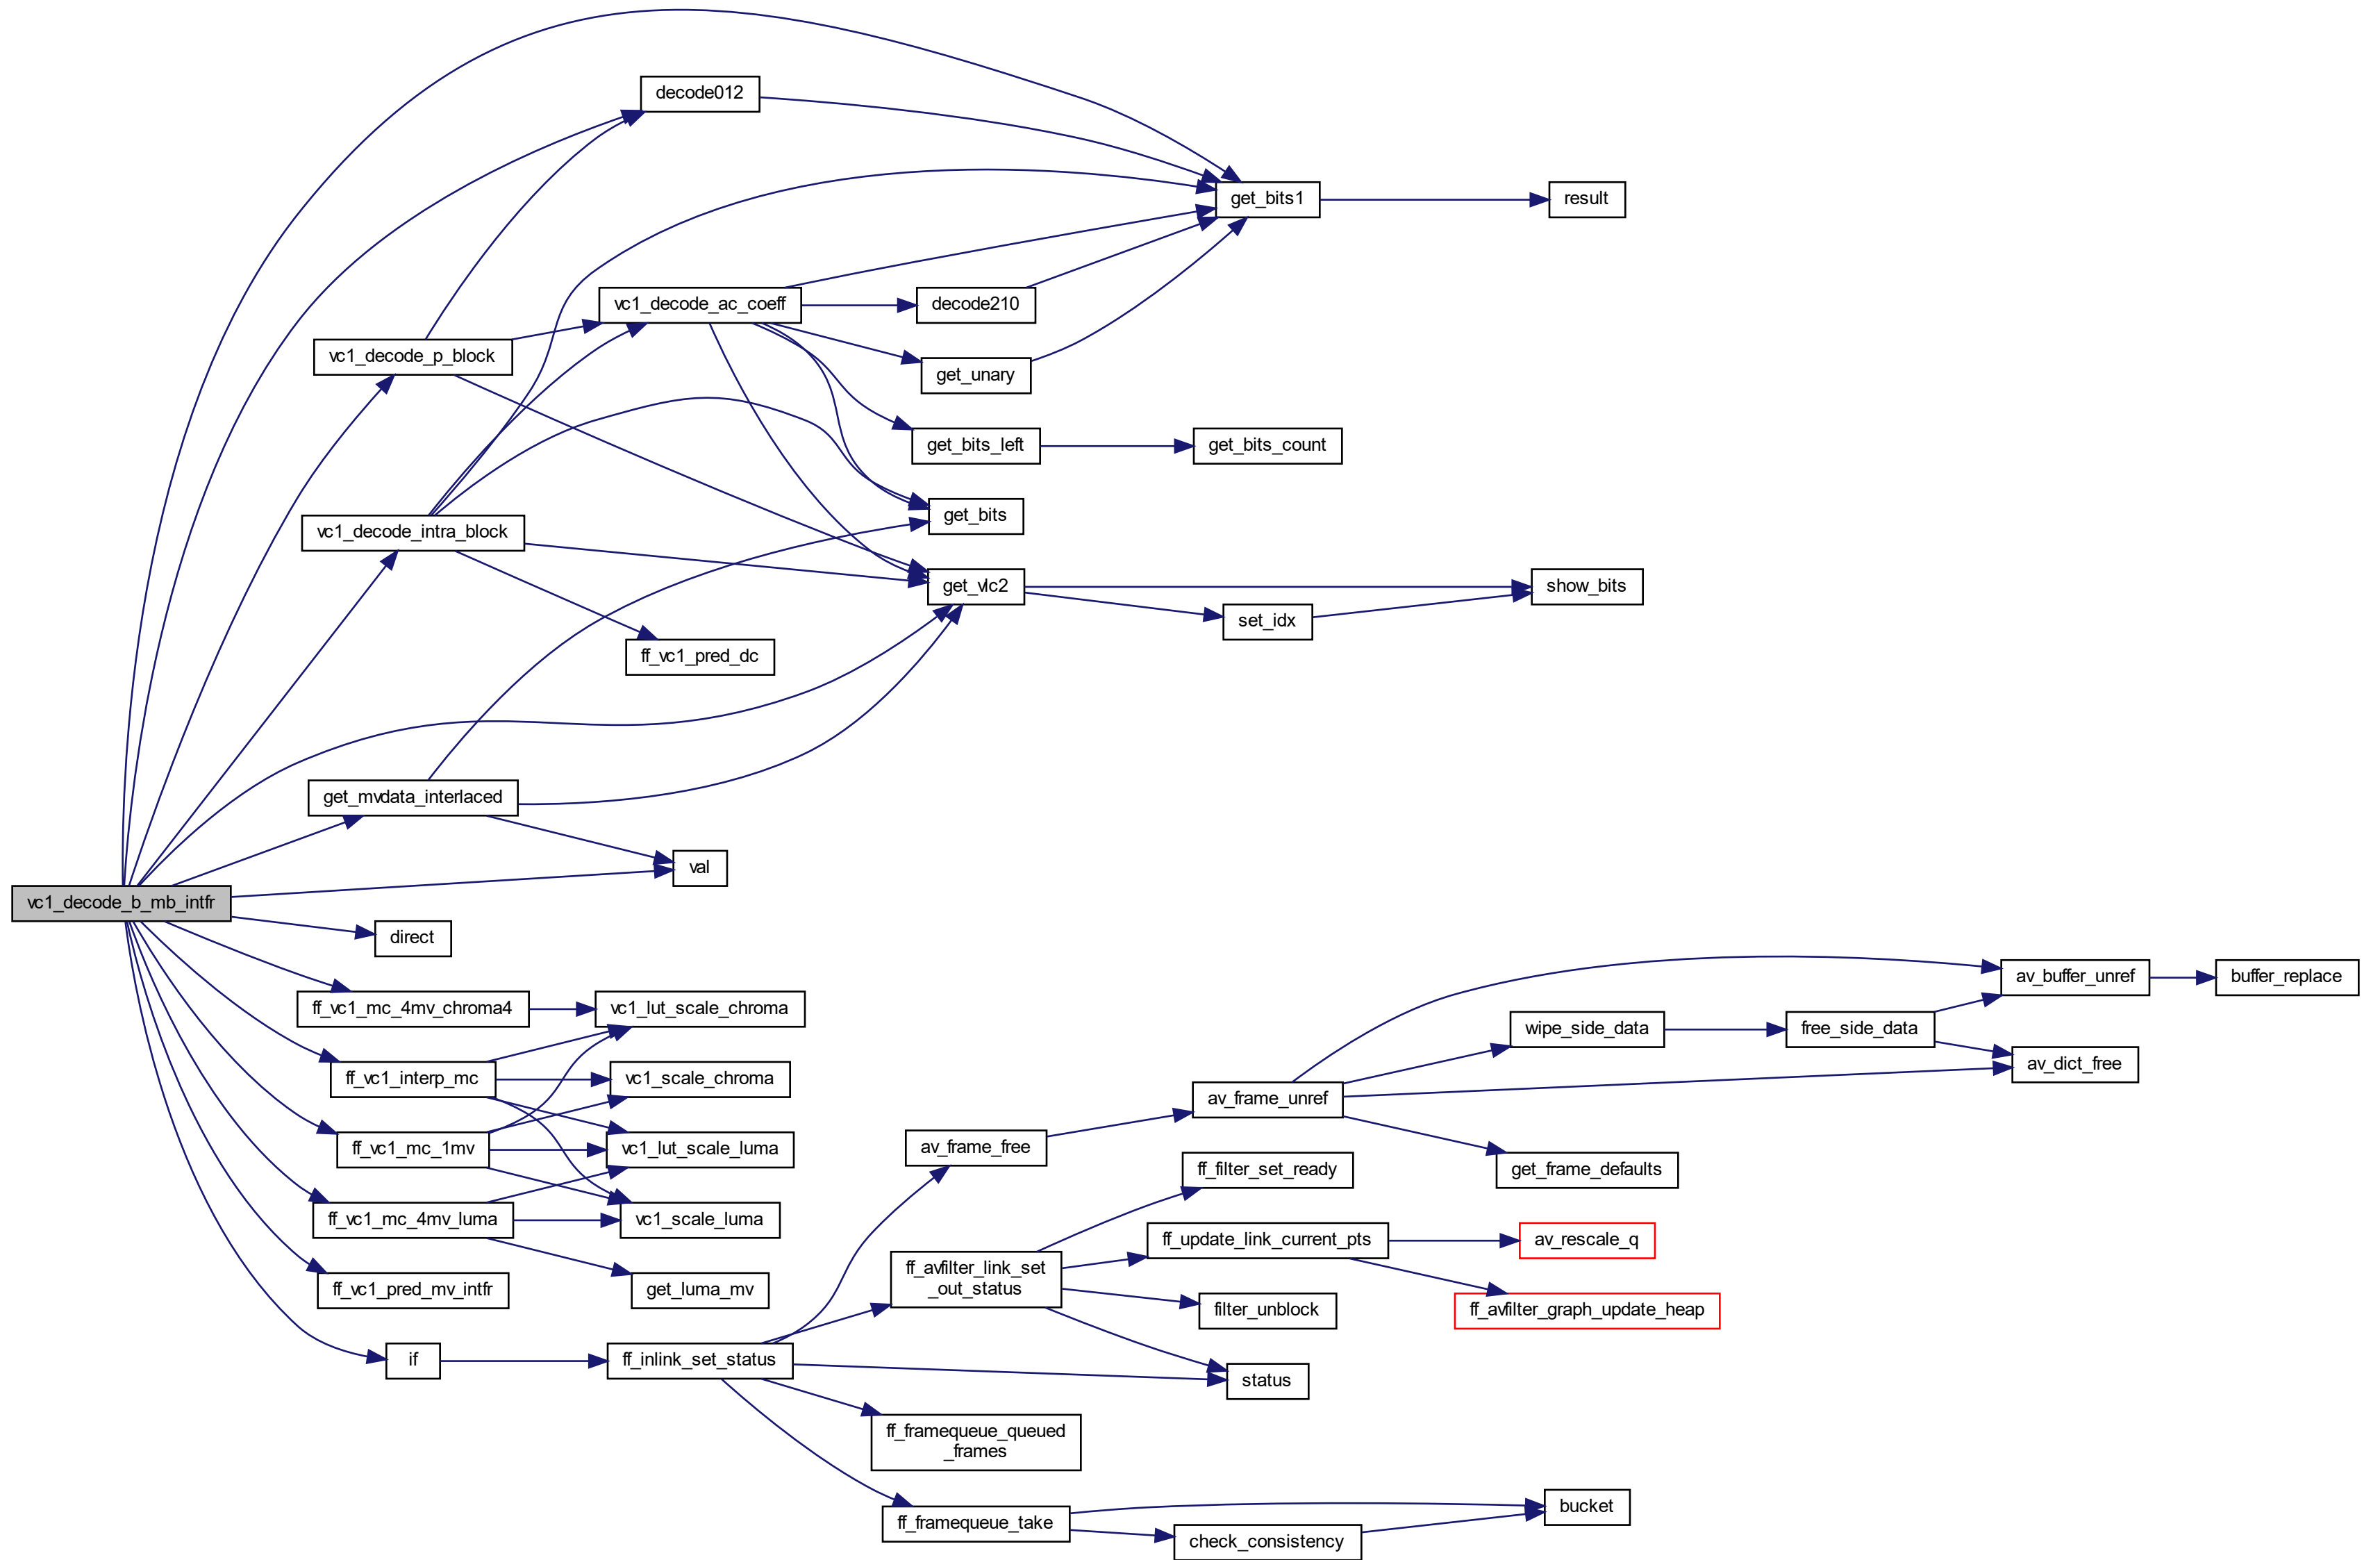 decode012
get_bits1
result
vc1_decode_ac_coeff
decode210
vc1_decode_p_block
get_unary
get_bits_left
get_bits_count
vc1_decode_intra_block
get_bits
get_vlc2
show_bits
set_idx
ff_vc1_pred_dc
get_mvdata_interlaced
val
vc1_decode_b_mb_intfr
direct
ff_vc1_mc_4mv_chroma4
vc1_lut_scale_chroma
av_buffer_unref
buffer_replace
wipe_side_data
free_side_data
ff_vc1_interp_mc
vc1_scale_chroma
av_dict_free
av_frame_unref
ff_vc1_mc_1mv
vc1_lut_scale_luma
av_frame_free
ff_filter_set_ready
get_frame_defaults
ff_vc1_mc_4mv_luma
vc1_scale_luma
ff_update_link_current_pts
av_rescale_q
ff_avfilter_link_set
_out_status
ff_vc1_pred_mv_intfr
get_luma_mv
filter_unblock
ff_avfilter_graph_update_heap
if
ff_inlink_set_status
status
ff_framequeue_queued
_frames
ff_framequeue_take
bucket
check_consistency